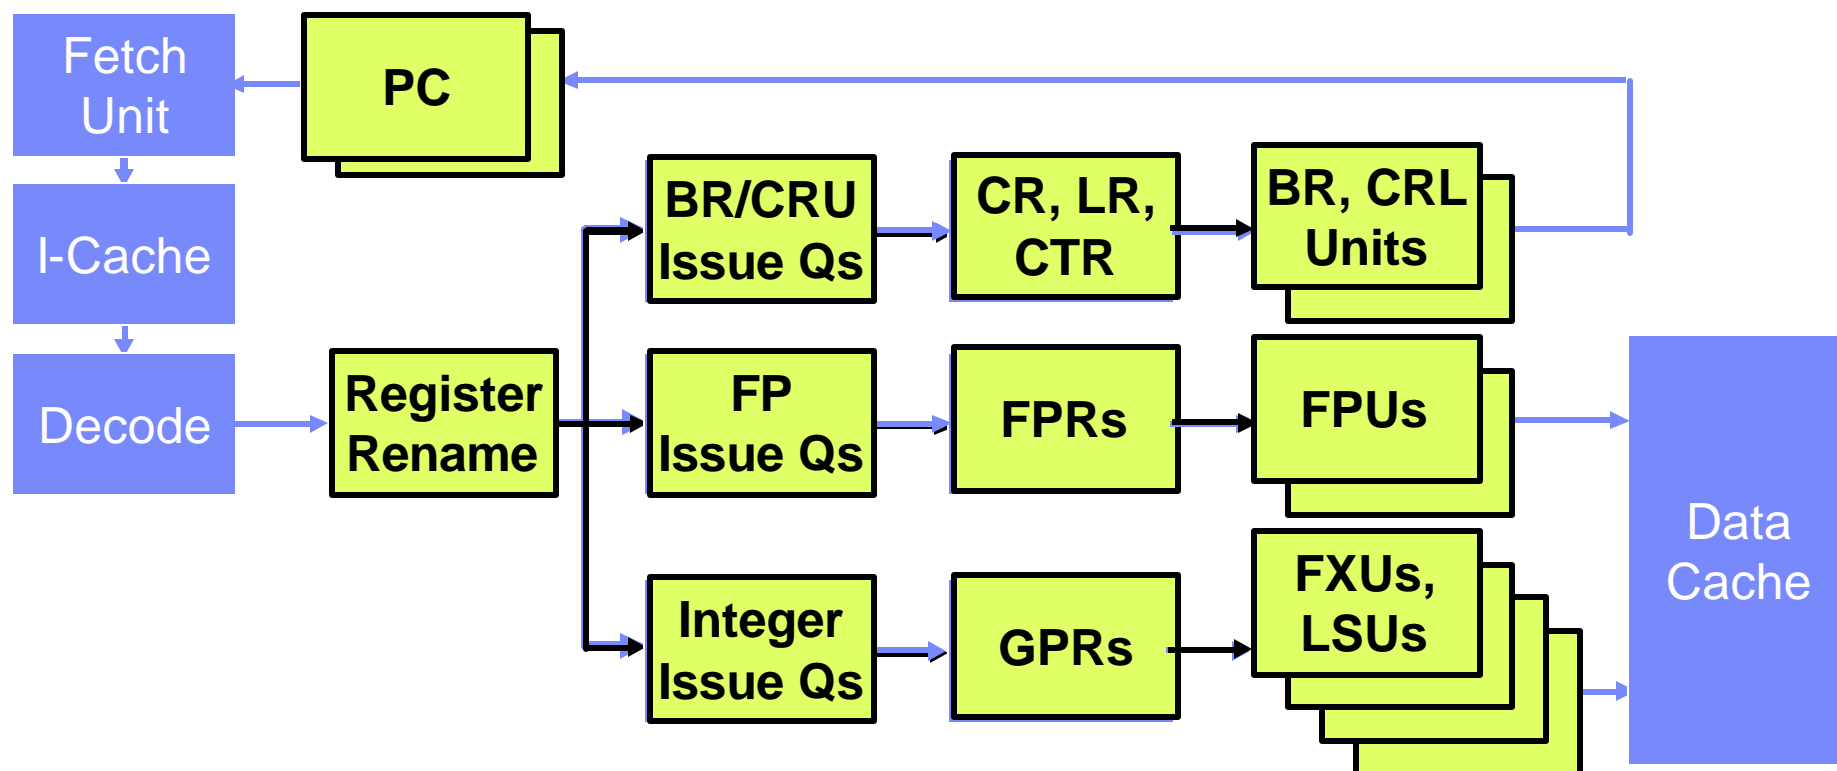 Fetch
Unit
PC
I-Cache
Decode
Register
Rename
BR/CRU
Issue Qs
CR, LR,
CTR
BR, CRL
Units
FP
Issue Qs
FPRs
FPUs
Integer
Issue Qs
GPRs
FXUs,
LSUs
Data
Cache